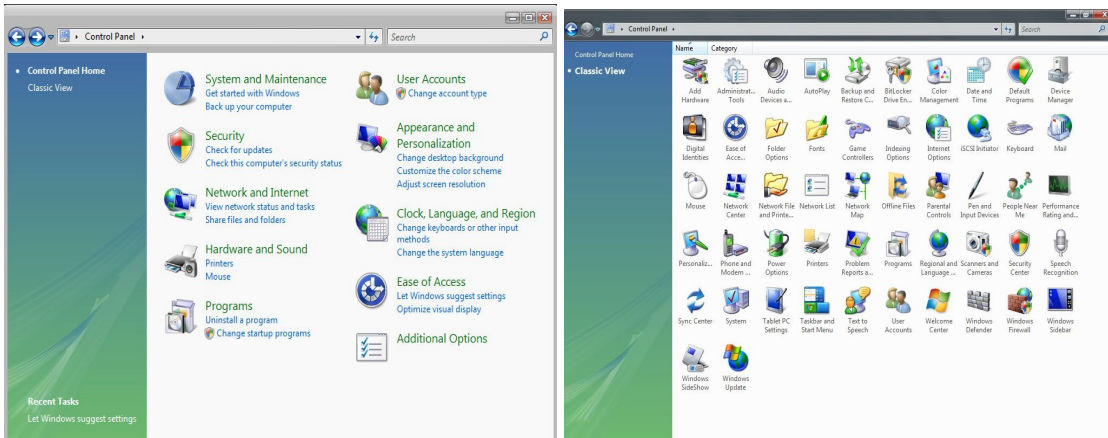 Control Panel
Search
Control Panel Home
Classic View
System and Maintenance
Get started with Windows
Back up your computer
Security
Check for updates
Check this computer's security status
Network and Internet
View network status and tasks
Share files and folders
Hardware and Sound
Printers
Mouse
Programs
Uninstall a program
Change startup programs
User Accounts
Change account type
Appearance and
Personalization
Change desktop background
Customize the color scheme
Adjust screen resolution
Clock, Language, and Region
Change keyboards or other input
methods
Change the system language
Ease of Access
Let Windows suggest settings
Optimize visual display
Additional Options
Recent Tasks
Let Windows suggest settings
Control Panel
Search
Control Panel Home
Classic View
Name Category
Add Administrat... Audio AutoPlay Backup and BitLocker Color Date and Default Device
Hardware Tools Devices a... Restore C... Drive En... Management Time Programs Manager
Digital Ease of Folder Fonts Game Indexing Internet iSCSI Initiator Keyboard Mail
Identities Acce... Options Controllers Options Options
Mouse Network Network File Network List Network Offline Files Parental Pen and People Near Performance
Center and Printe... Map Controls Input Devices Me Rating and...
Personaliz... Phone and Power Printers Problem Programs Regional and Scanners and Security Speech
Modem ... Options Reports a... Language ... Cameras Center Recognition
Sync Center System Tablet PC Taskbar and Text to User Welcome Windows Windows Windows
Settings Start Menu Speech Accounts Center Defender Firewall Sidebar
Windows Windows
SideShow Update